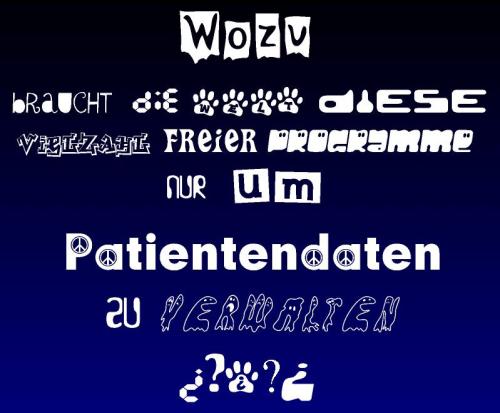 Wozu
braucht die Welt diese
Vielzahl freier Programme
nur um
Patientendaten
zu verwalten
¿?¿?¿